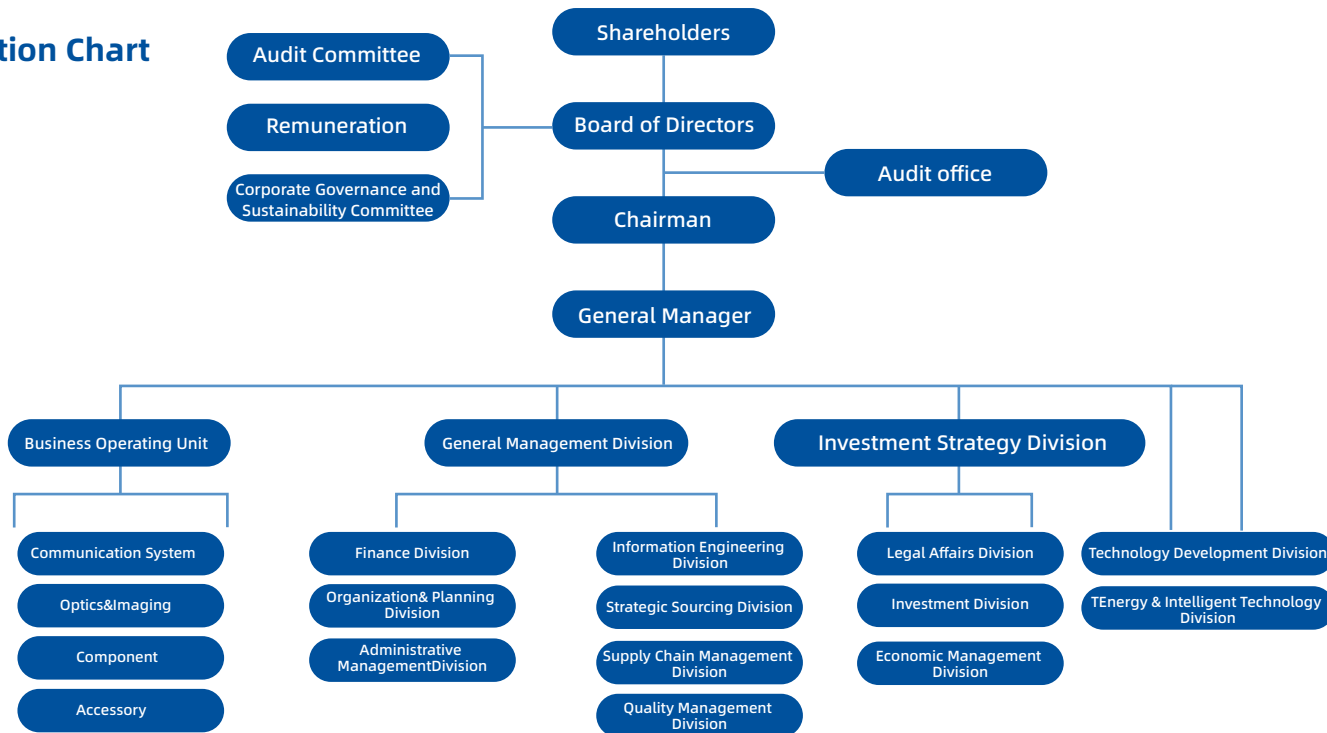 tion Chart
Shareholders
Audit Committee
Remuneration
Board of Directors
Corporate Governance and
Sustainability Committee
Audit office
Chairman
General Manager
Business Operating Unit
General Management Division
Investment Strategy Division
Communication System
Optics&Imaging
Component
Accessory
Finance Division
Organization& Planning
Division
Administrative
ManagementDivision
Information Engineering
Division
Strategic Sourcing Division
Supply Chain Management
Division
Quality Management
Division
Legal Affairs Division
Investment Division
Economic Management
Division
Technology Development Division
TEnergy & Intelligent Technology
Division